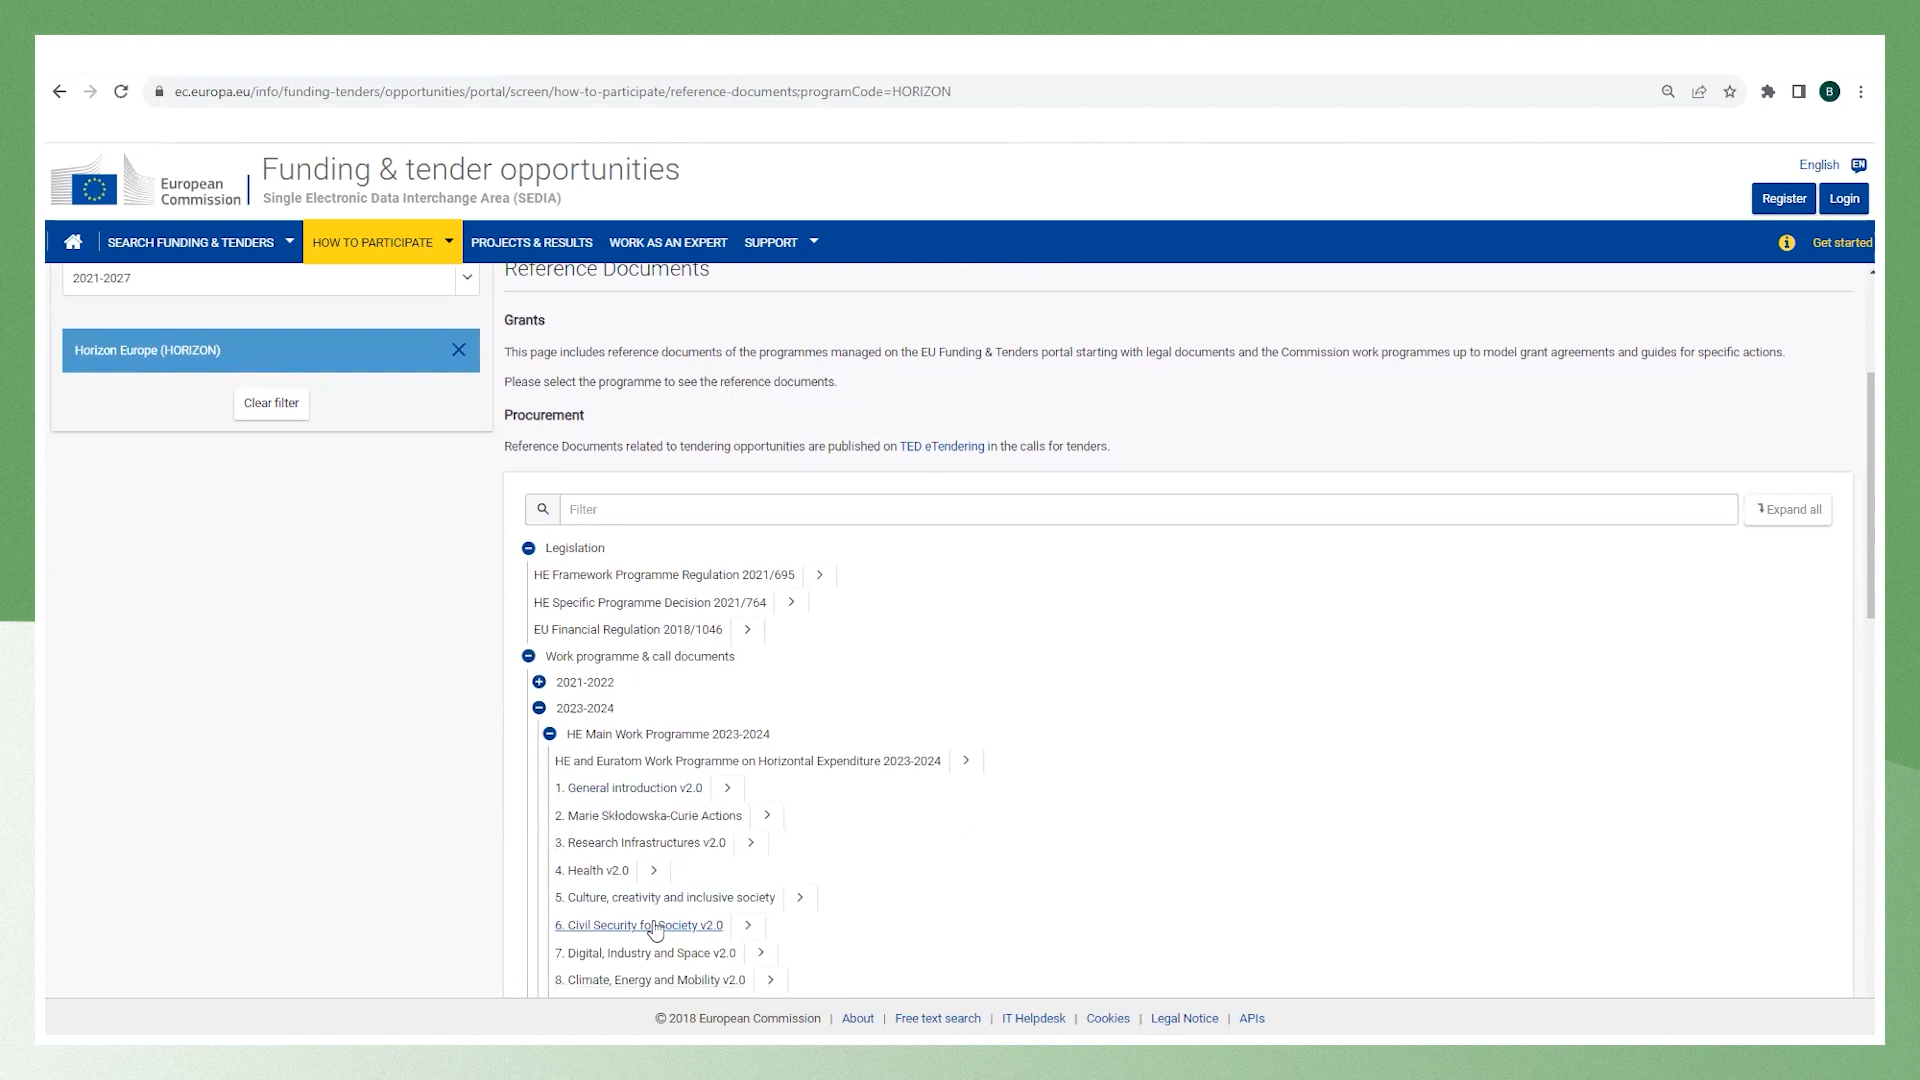 ec.europa.eu/info/funding-tenders/opportunities/portal/screen/how-to-participate/reference-documents;programCode=HORIZON
B
European
Commission
Funding & tender opportunities
Single Electronic Data Interchange Area (SEDIA)
English EN
Register Login
SEARCH FUNDING & TENDERS HOW TO PARTICIPATE PROJECTS & RESULTS WORK AS AN EXPERT SUPPORT Get started
2021-2027
Horizon Europe (HORIZON)
Clear filter
Reference Documents
Grants
This page includes reference documents of the programmes managed on the EU Funding & Tenders portal starting with legal documents and the Commission work programmes up to model grant agreements and guides for specific actions.
Please select the programme to see the reference documents.
Procurement
Reference Documents related to tendering opportunities are published on TED eTendering in the calls for tenders.
Filter
Expand all
Legislation
HE Framework Programme Regulation 2021/695
HE Specific Programme Decision 2021/764
EU Financial Regulation 2018/1046
Work programme & call documents
2021-2022
2023-2024
HE Main Work Programme 2023-2024
HE and Euratom Work Programme on Horizontal Expenditure 2023-2024
1. General introduction v2.0
2. Marie Skłodowska-Curie Actions
3. Research Infrastructures v2.0
4. Health v2.0
5. Culture, creativity and inclusive society
6. Civil Security for Society v2.0
7. Digital, Industry and Space v2.0
8. Climate, Energy and Mobility v2.0
© 2018 European Commission | About | Free text search | IT Helpdesk | Cookies | Legal Notice | APIs